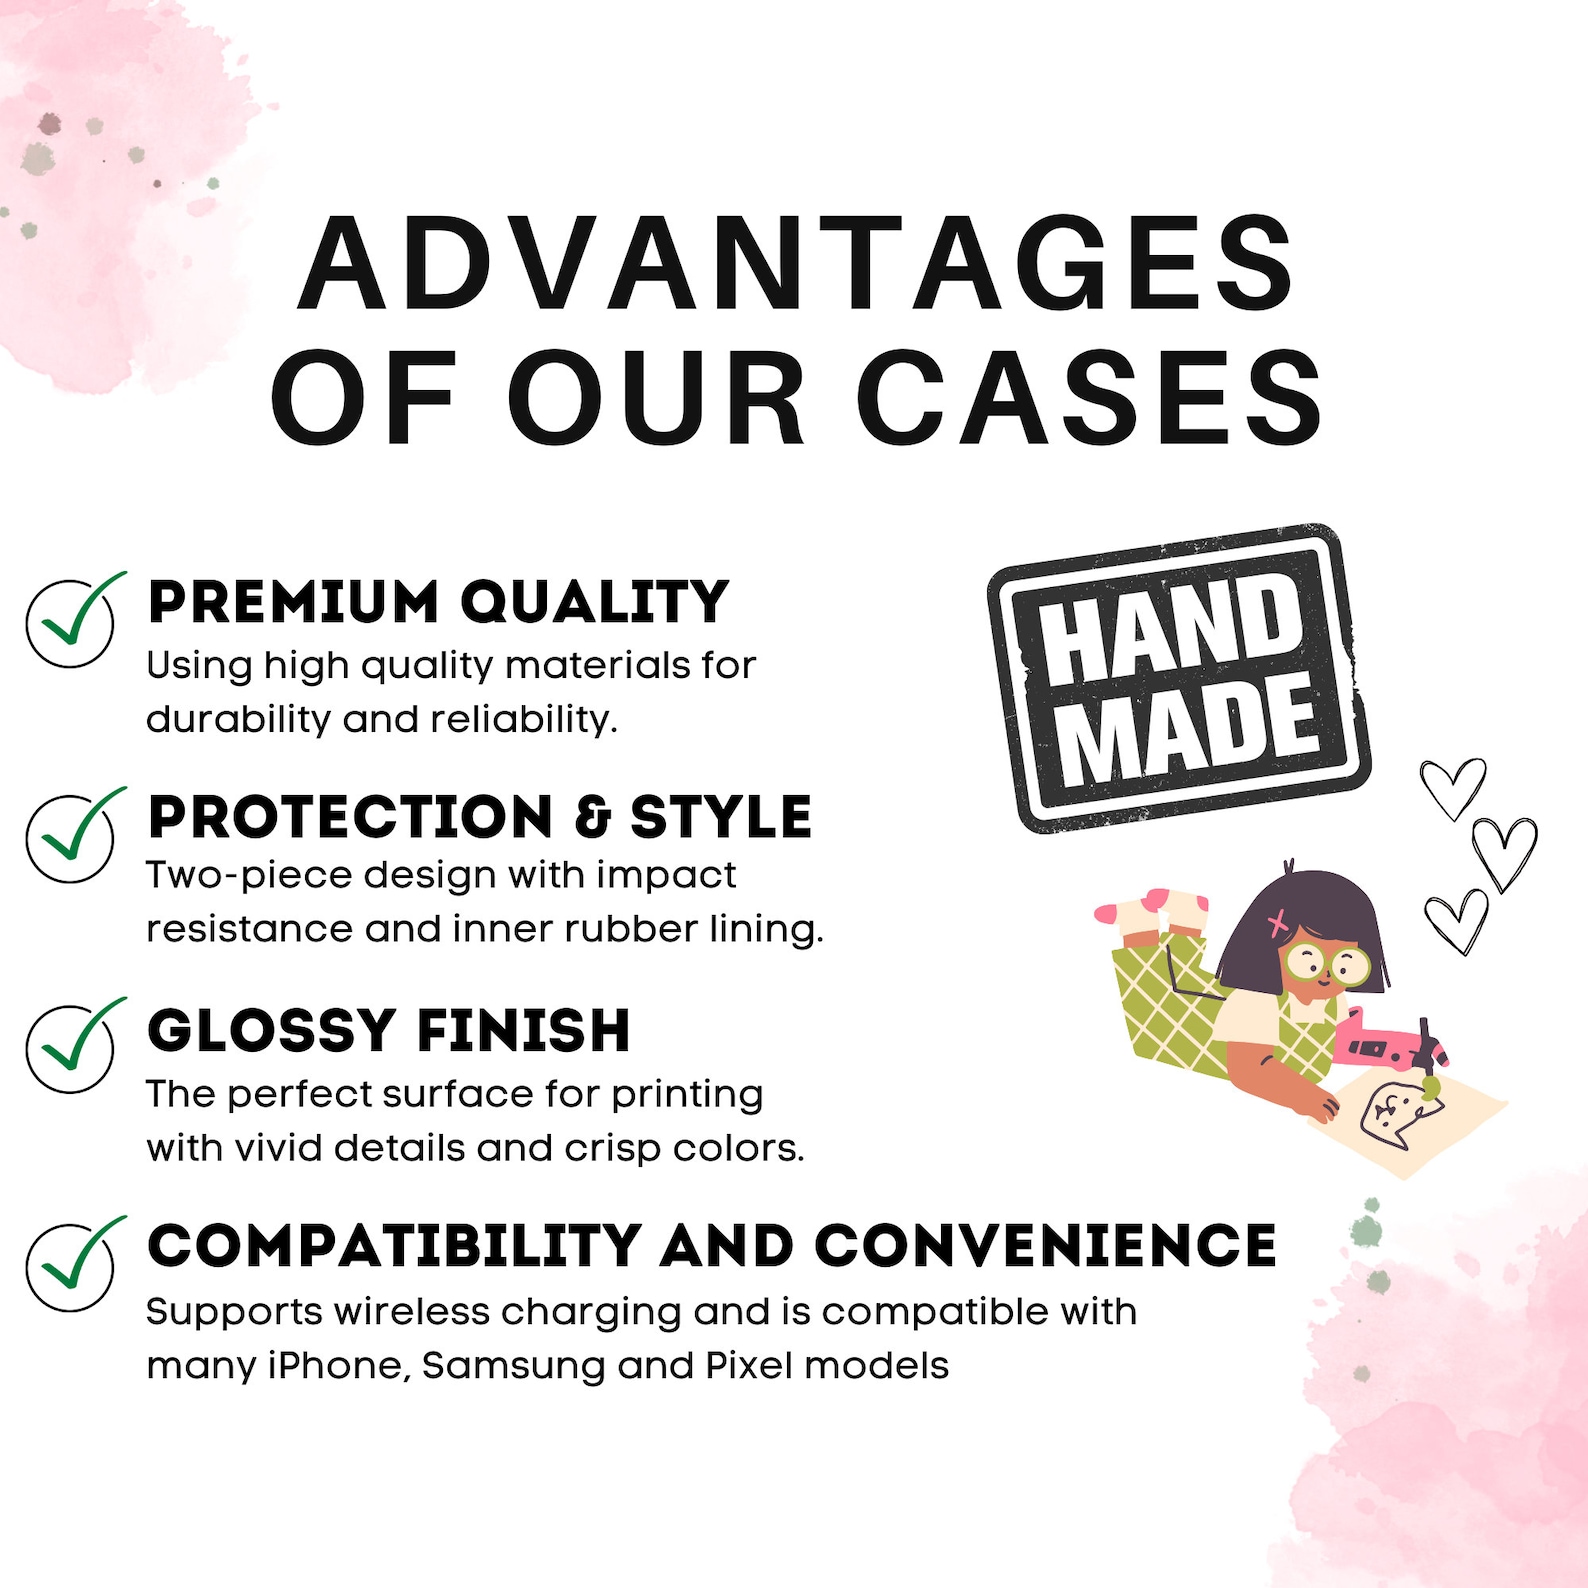 ADVANTAGES
OF OUR CASES
PREMIUM QUALITY
Using high quality materials for
durability and reliability.
HAND
MADE
PROTECTION & STYLE
Two-piece design with impact
resistance and inner rubber lining.
GLOSSY FINISH
The perfect surface for printing
with vivid details and crisp colors.
COMPATIBILITY AND CONVENIENCE
Supports wireless charging and is compatible with
many iPhone, Samsung and Pixel models